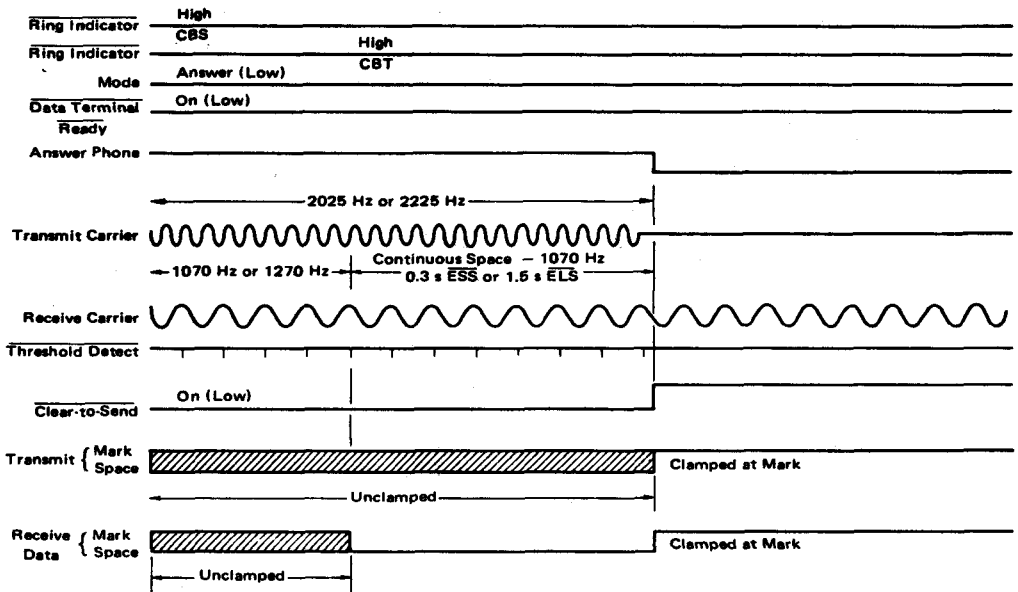 High
Ring Indicator
CBS
High
Ring Indicator
CBT
Answer (Low)
Mode
On (Low)
Data Terminal
Ready
Answer Phone
2025 Hz or 2225 Hz
Transmit Carrier
Continuous Space – 1070 Hz
1070 Hz or 1270 Hz
0.3 s ESS or 1.5 s ELS
Receive Carrier
Threshold Detect
On (Low)
Clear-to-Send
Transmit { Mark
Space
Clamped at Mark
Unclamped
Receive
Data { Mark
Space
Clamped at Mark
Unclamped